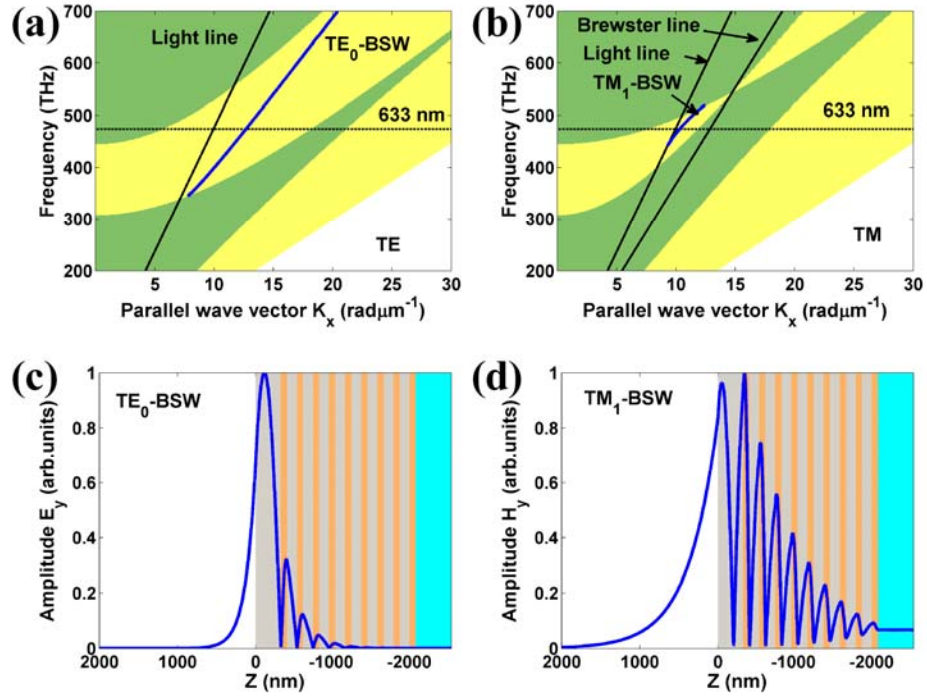 (a)
700
600
500
400
300
200
Frequency (THz)
Light line
TE0-BSW
633 nm
TE
0 5 10 15 20 25 30
Parallel wave vector Kx (radμm-1)
(b)
700
600
500
400
300
200
Frequency (THz)
Brewster line
Light line
TM1-BSW
633 nm
TM
0 5 10 15 20 25 30
Parallel wave vector Kx (radμm-1)
(c)
1
0.8
0.6
0.4
0.2
0
Amplitude Ey (arb.units)
TE0-BSW
2000 1000 0 -1000 -2000
Z (nm)
(d)
1
0.8
0.6
0.4
0.2
0
Amplitude Hy (arb.units)
TM1-BSW
2000 1000 0 -1000 -2000
Z (nm)